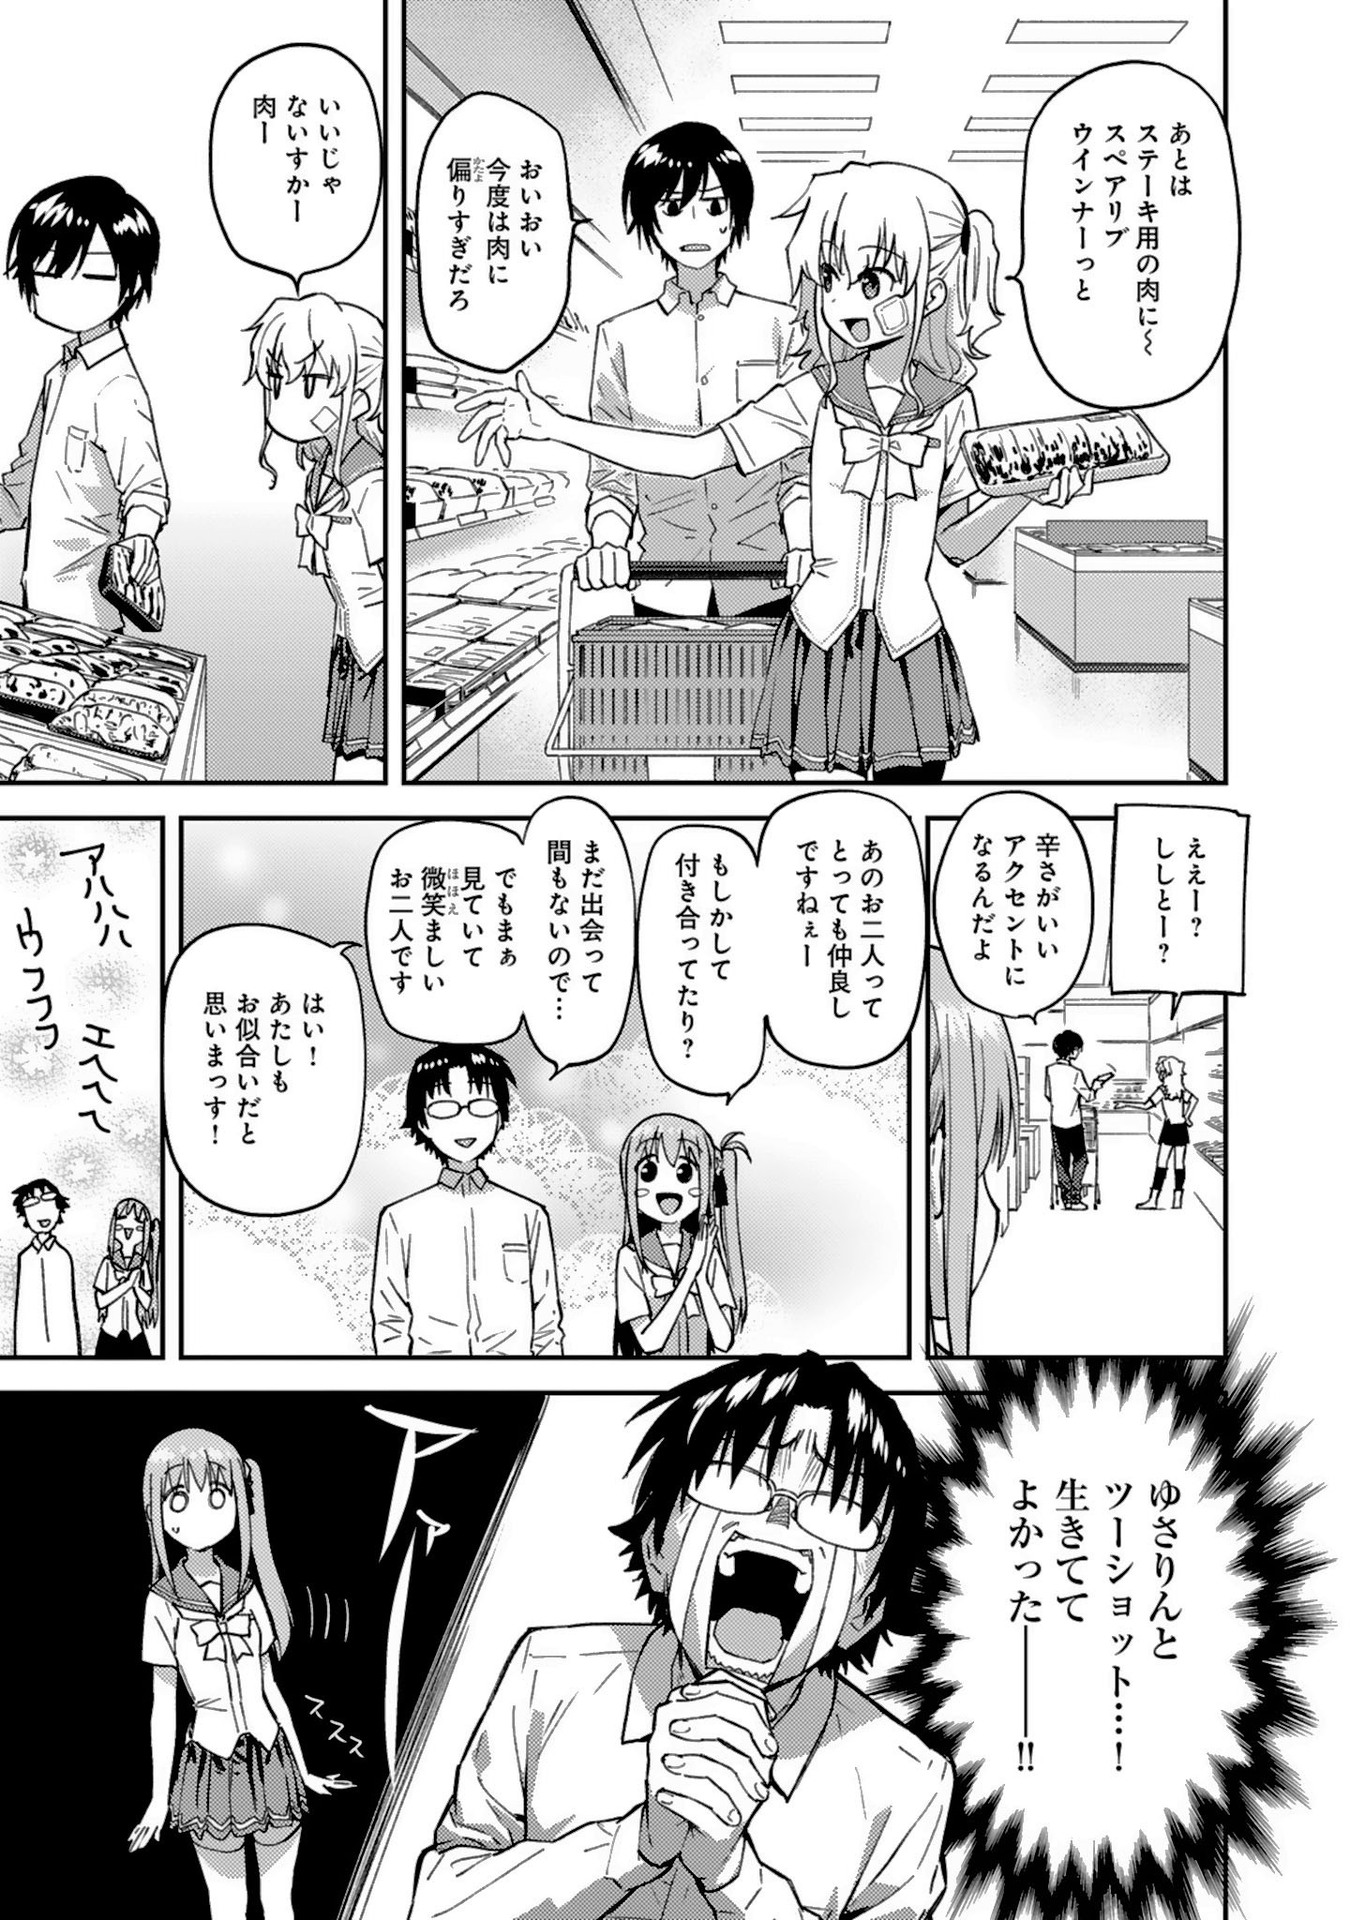 あとは
ステーキ用の肉に〜
スペアリブ
ウインナーっと
おいおい
今度は肉に
偏りすぎだろ
かたよ
いいじゃ
ないすかー
肉ー
ええー?
ししとー?
辛さがいい
アクセントに
なるんだよ
あのお二人って
とっても仲良し
ですねぇー
もしかして
付き合ってたり?
まだ出会って
間もないので…
でもまぁ
見ていて
微笑ましい
ほほえ
お二人です
はい!
あたしも
お似合いだと
思いまっす!
アハハハ
ウフフフ
エヘヘヘ
ゆさりんと
ツーショット…!
生きてて
よかった――!!
アァー
ススス